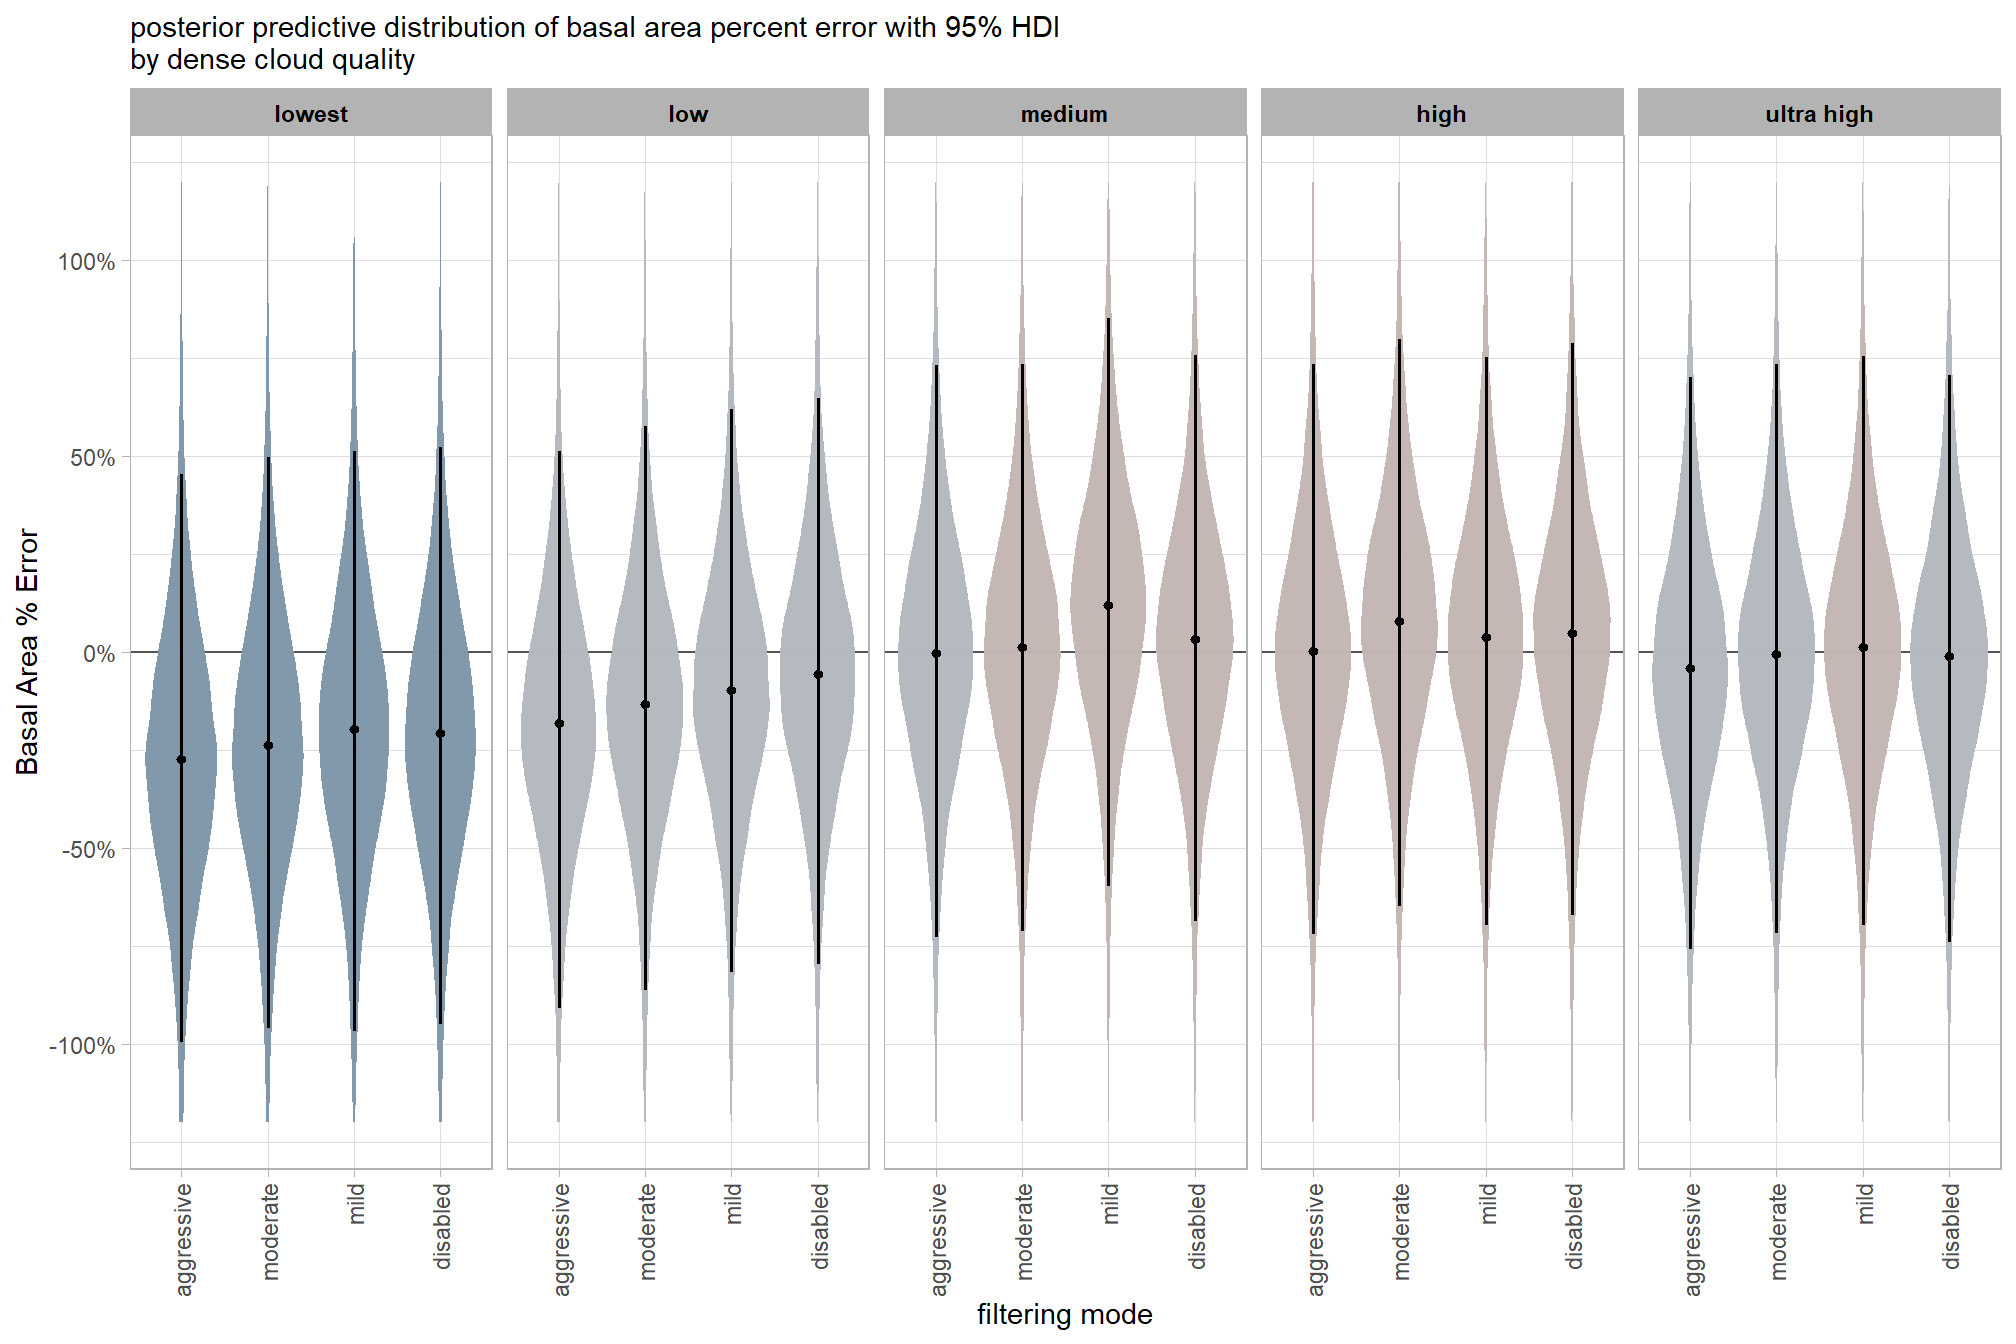 posterior predictive distribution of basal area percent error with 95% HDI
by dense cloud quality
lowest
low
medium
high
ultra high
Basal Area % Error
100%
50%
0%
-50%
-100%
aggressive
moderate
mild
disabled
aggressive
moderate
mild
disabled
aggressive
moderate
mild
disabled
aggressive
moderate
mild
disabled
aggressive
moderate
mild
disabled
filtering mode